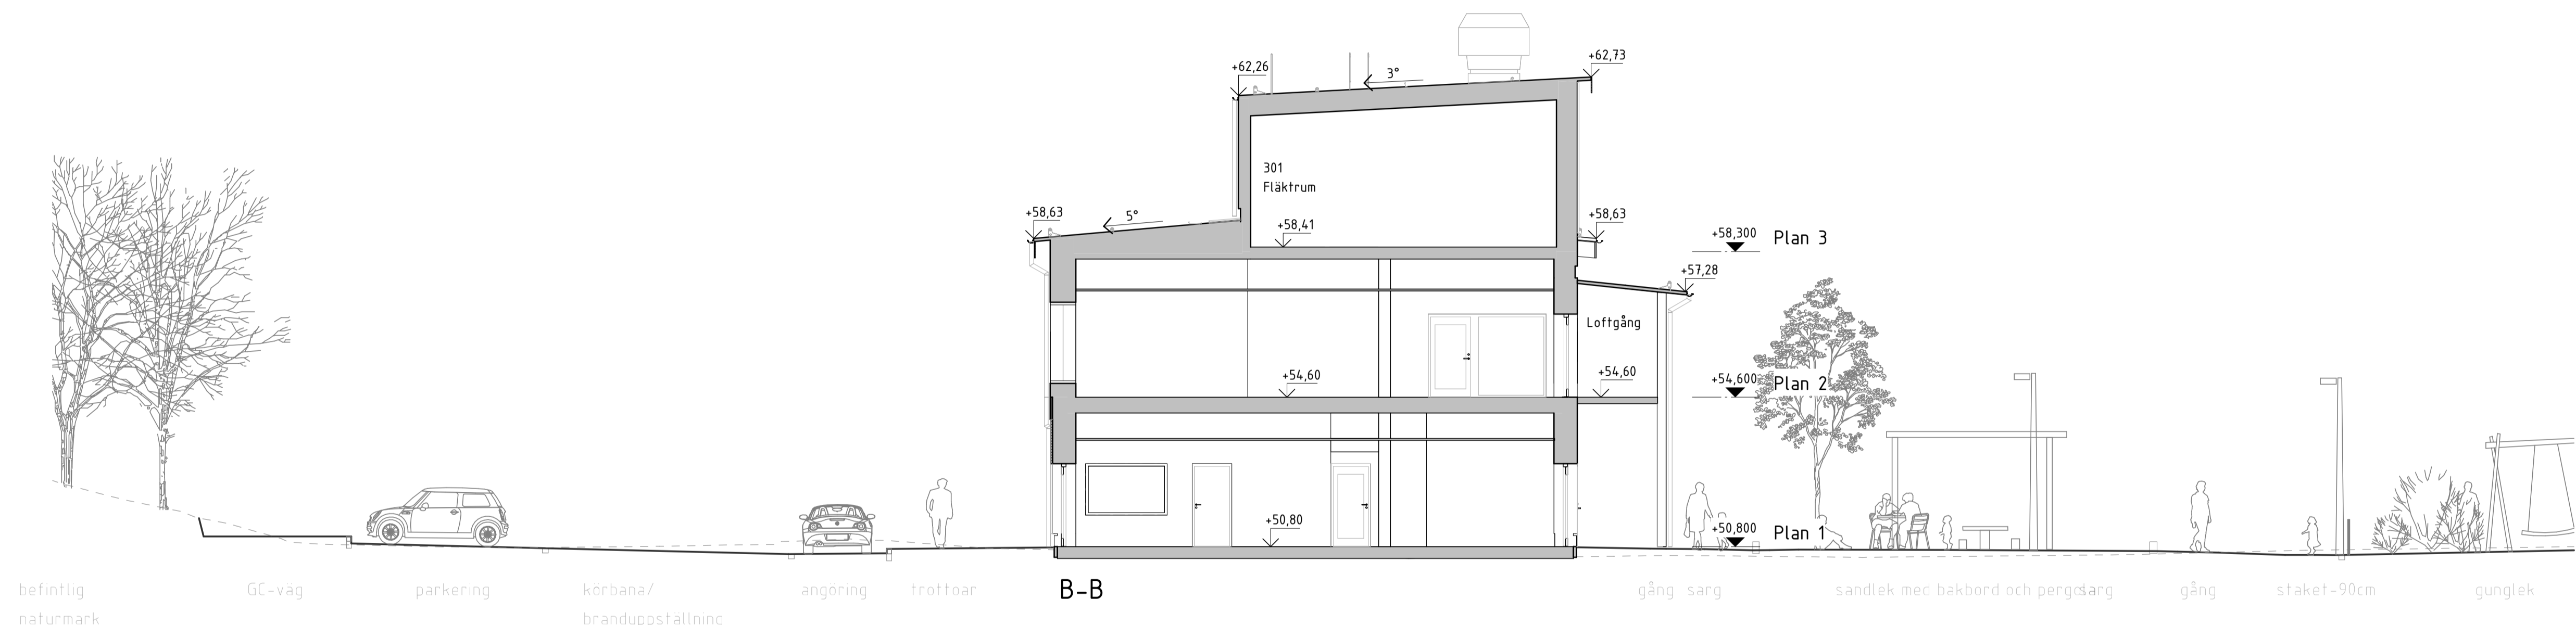 +62,73
+62,26
3°
301
Fläktrum
+58,63
5°
+58,41
+58,63
+58,300 Plan 3
+57,28
Loftgång
+54,60
+54,60
+54,600 Plan 2
+50,80
+50,800 Plan 1
befintlig
naturmark
GC-väg
parkering
körbana/
branduppställning
angöring
trottoar
B-B
gång
sarg
sandlek med bakbord och pergola
sarg
gång
staket-90cm
gunglek